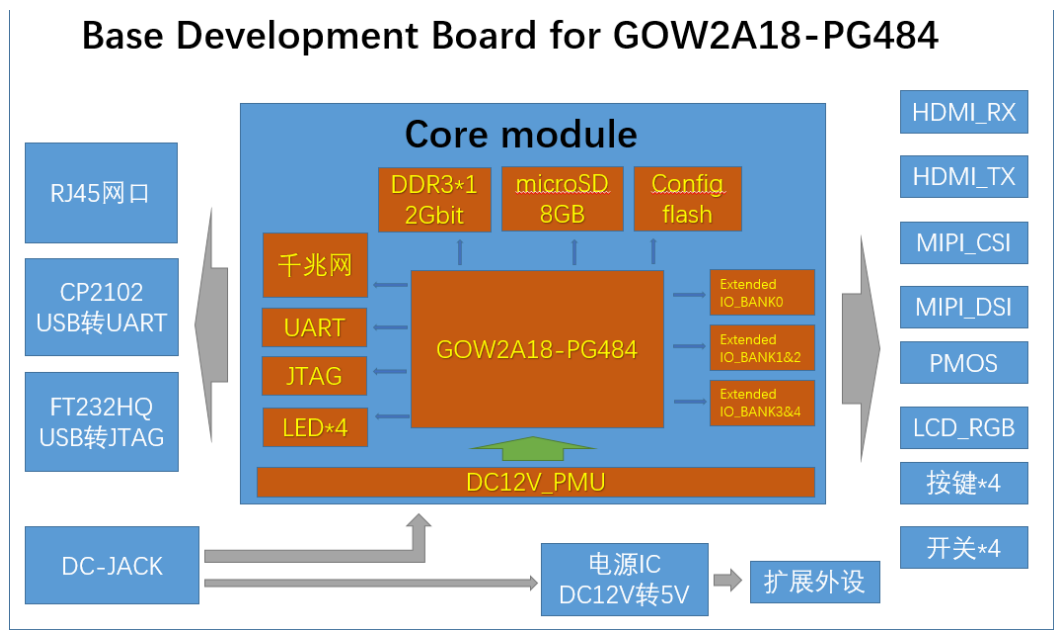 Base Development Board for GOW2A18-PG484
RJ45网口
CP2102
USB转UART
FT232HQ
USB转JTAG
DC-JACK
Core module
DDR3*1
2Gbit
microSD
8GB
Config
flash
千兆网
UART
JTAG
LED*4
GOW2A18-PG484
Extended
IO_BANK0
Extended
IO_BANK1&2
Extended
IO_BANK3&4
DC12V_PMU
电源IC
DC12V转5V
扩展外设
HDMI_RX
HDMI_TX
MIPI_CSI
MIPI_DSI
PMOS
LCD_RGB
按键*4
开关*4